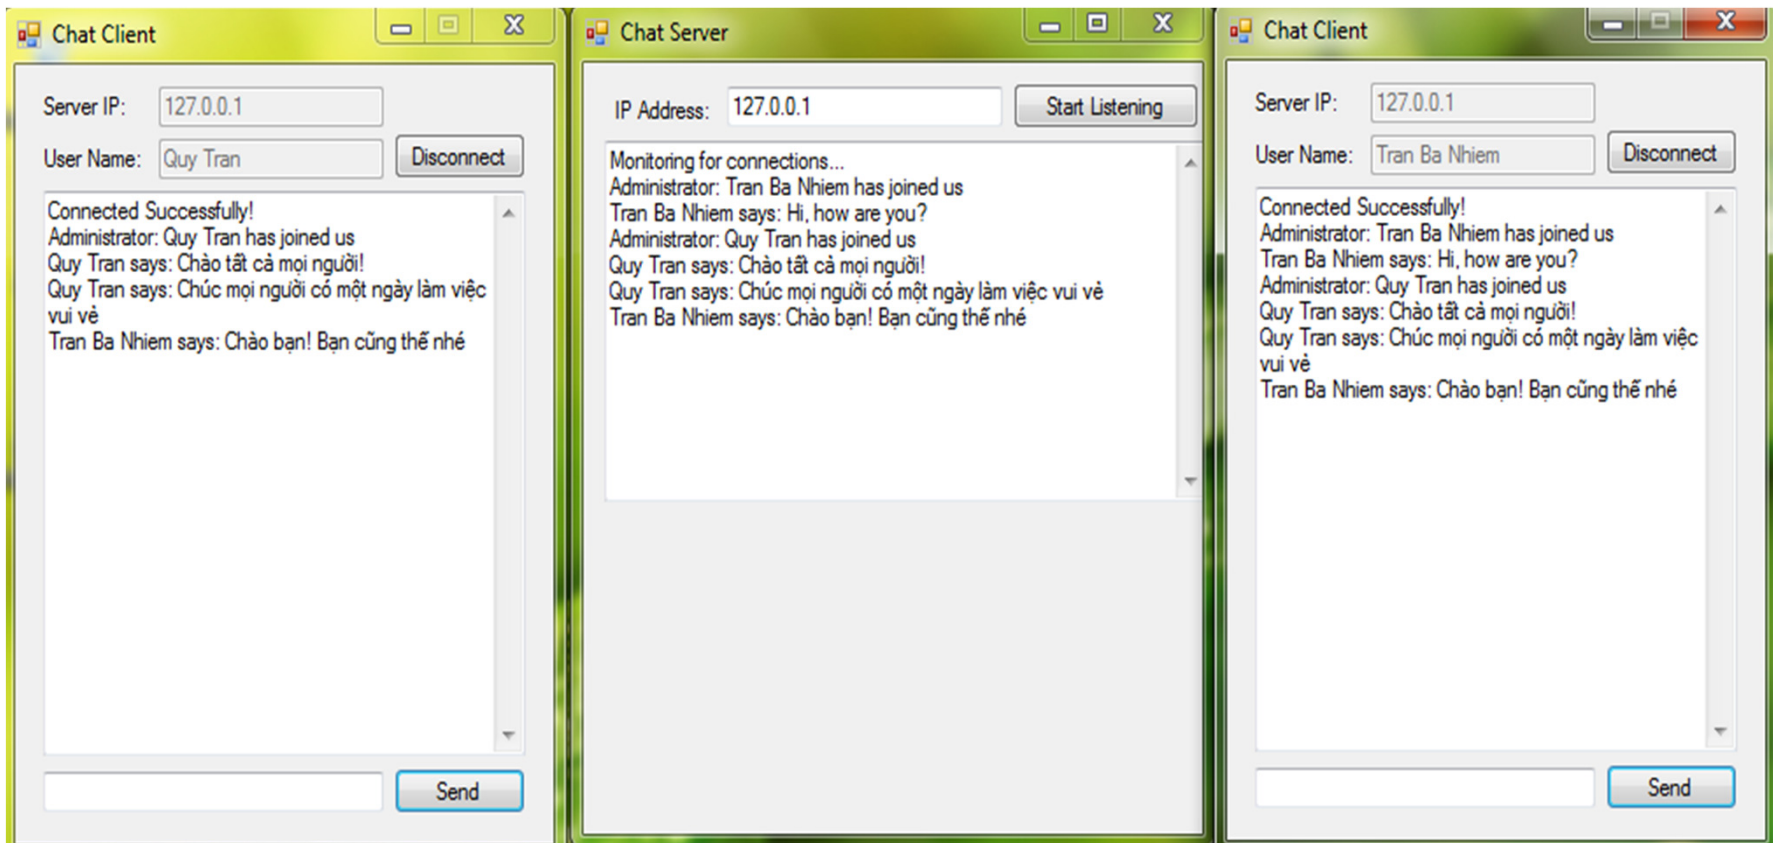 Chat Client
Server IP: 127.0.0.1
User Name: Quy Tran Disconnect
Connected Successfully!
Administrator: Quy Tran has joined us
Quy Tran says: Chào tất cả mọi người!
Quy Tran says: Chúc mọi người có một ngày làm việc
vui vẻ
Tran Ba Nhiem says: Chào bạn! Bạn cũng thế nhé
Send
Chat Server
IP Address: 127.0.0.1 Start Listening
Monitoring for connections...
Administrator: Tran Ba Nhiem has joined us
Tran Ba Nhiem says: Hi, how are you?
Administrator: Quy Tran has joined us
Quy Tran says: Chào tất cả mọi người!
Quy Tran says: Chúc mọi người có một ngày làm việc vui vẻ
Tran Ba Nhiem says: Chào bạn! Bạn cũng thế nhé
Chat Client
Server IP: 127.0.0.1
User Name: Tran Ba Nhiem Disconnect
Connected Successfully!
Administrator: Tran Ba Nhiem has joined us
Tran Ba Nhiem says: Hi, how are you?
Administrator: Quy Tran has joined us
Quy Tran says: Chào tất cả mọi người!
Quy Tran says: Chúc mọi người có một ngày làm việc
vui vẻ
Tran Ba Nhiem says: Chào bạn! Bạn cũng thế nhé
Send